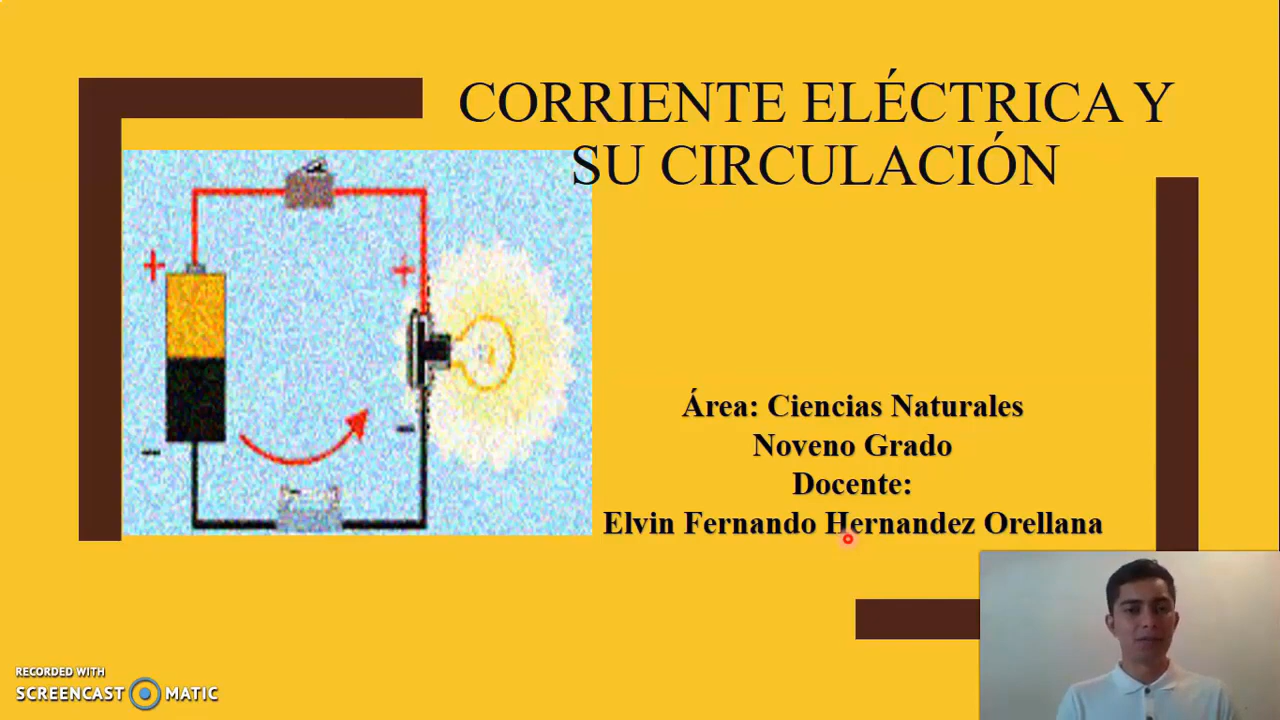 CORRIENTE ELÉCTRICA Y
SU CIRCULACIÓN
+
+
-
-
Área: Ciencias Naturales
Noveno Grado
Docente:
Elvin Fernando Hernandez Orellana
RECORDED WITH
SCREENCAST MATIC